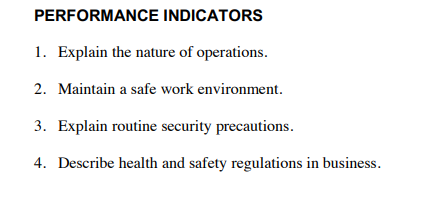 PERFORMANCE INDICATORS
1. Explain the nature of operations.
2. Maintain a safe work environment.
3. Explain routine security precautions.
4. Describe health and safety regulations in business.